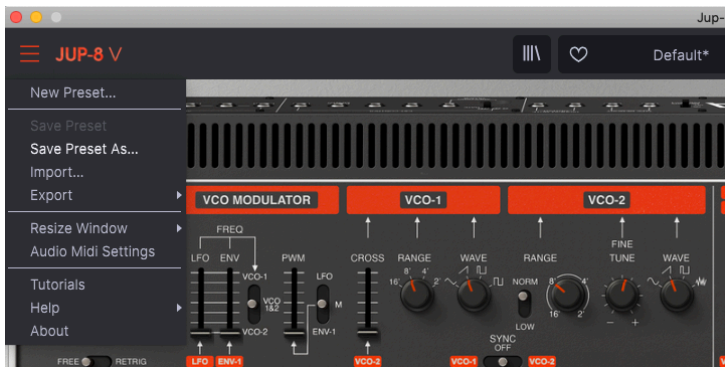 Jup-
JUP-8 V
Default*
New Preset...
Save Preset
Save Preset As...
Import...
Export
Resize Window
Audio Midi Settings
Tutorials
Help
About
VCO MODULATOR
VCO-1
VCO-2
FREQ
LFO ENV
PWM
VCO-1
VCO 1&2
VCO-2
LFO
M
ENV-1
CROSS
RANGE
16' 8' 4' 2'
WAVE
RANGE
NORM
LOW
16' 8' 4' 2'
FINE
TUNE
- +
WAVE
SYNC
OFF
FREE RETRIG
LFO ENV-1
VCO-2
VCO-1 VCO-2